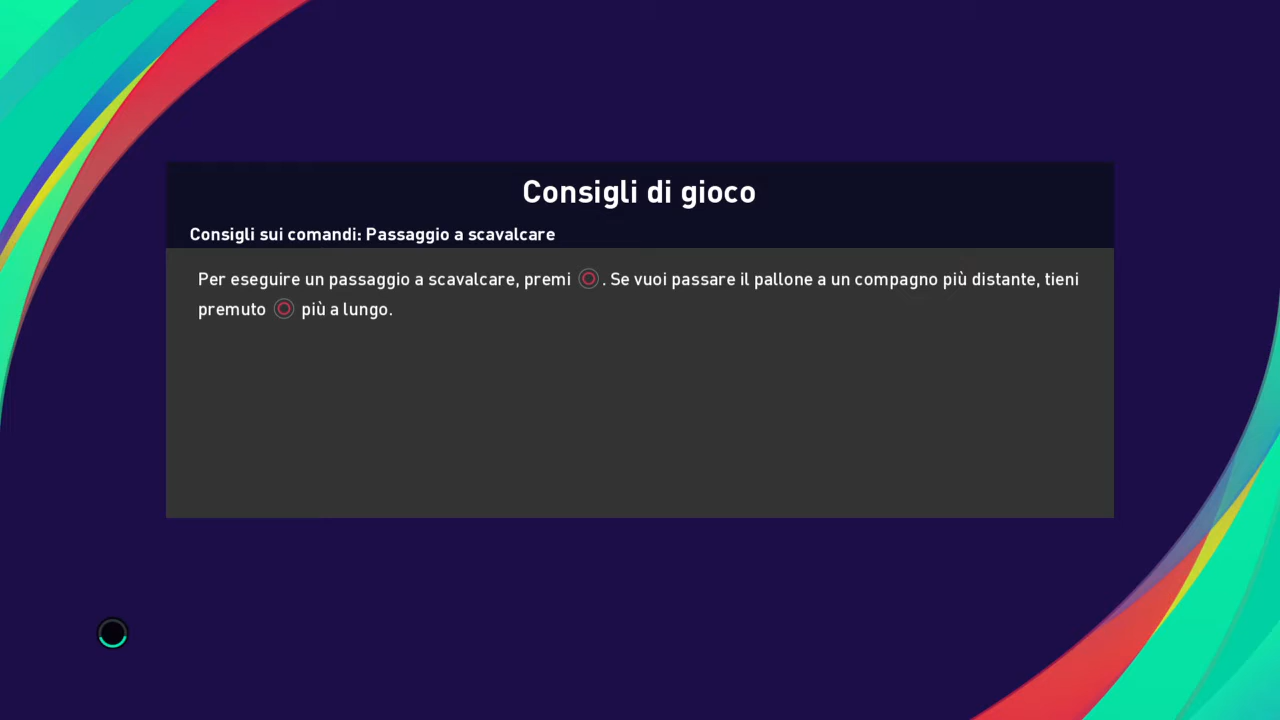 Consigli di gioco
Consigli sui comandi: Passaggio a scavalcare
Per eseguire un passaggio a scavalcare, premi ⭕. Se vuoi passare il pallone a un compagno più distante, tieni
premuto ⭕ più a lungo.